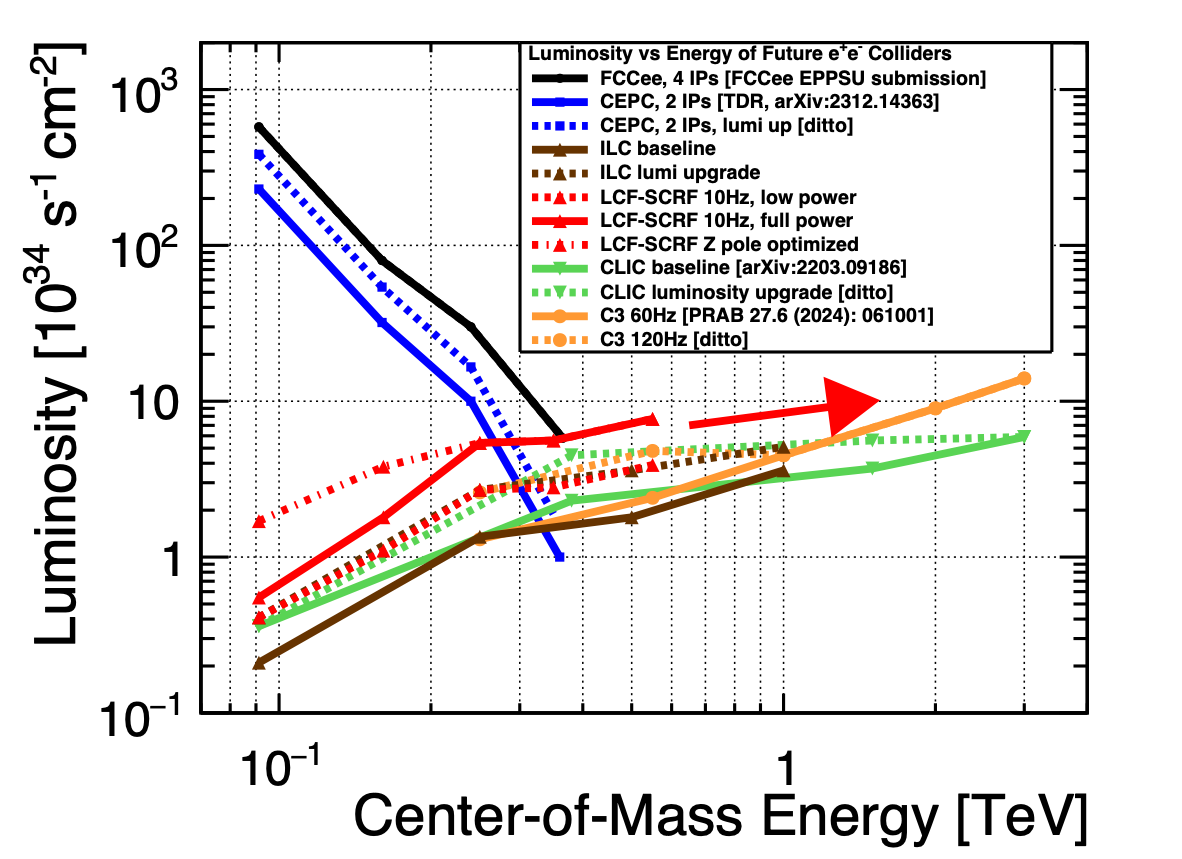 Luminosity vs Energy of Future e⁺e⁻ Colliders
FCCee, 4 IPs [FCCee EPPSU submission]
CEPC, 2 IPs [TDR, arXiv:2312.14363]
CEPC, 2 IPs, lumi up [ditto]
ILC baseline
ILC lumi upgrade
LCF-SCRF 10Hz, low power
LCF-SCRF 10Hz, full power
LCF-SCRF Z pole optimized
CLIC baseline [arXiv:2203.09186]
CLIC luminosity upgrade [ditto]
C3 60Hz [PRAB 27.6 (2024): 061001]
C3 120Hz [ditto]
Luminosity [10³⁴ s⁻¹ cm⁻²]
10³
10²
10
1
10⁻¹
10⁻¹
1
Center-of-Mass Energy [TeV]